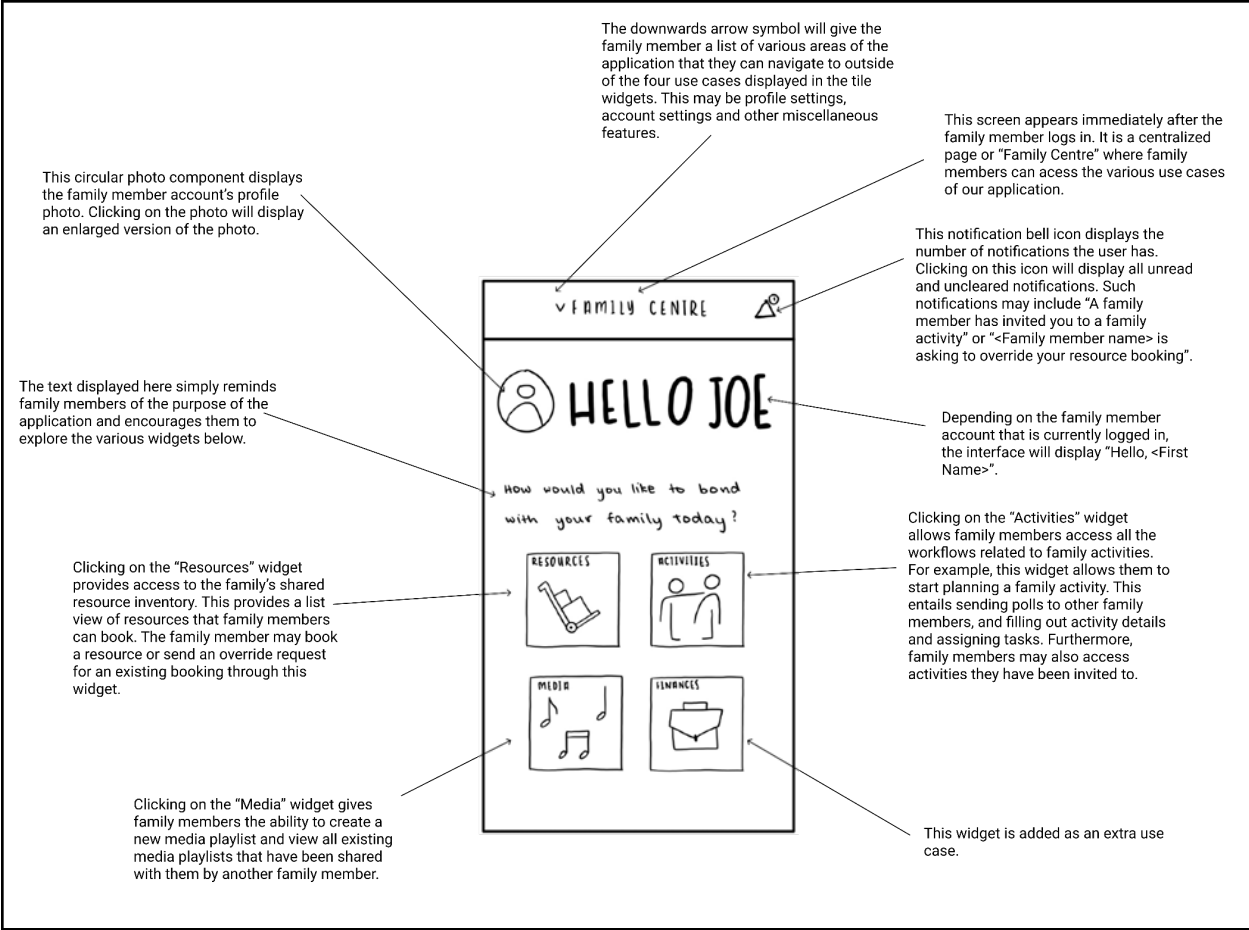 The downwards arrow symbol will give the
family member a list of various areas of the
application that they can navigate to outside
of the four use cases displayed in the tile
widgets. This may be profile settings,
account settings and other miscellaneous
features.
This screen appears immediately after the
family member logs in. It is a centralized
page or “Family Centre” where family
members can acess the various use cases
of our application.
This circular photo component displays
the family member account’s profile
photo. Clicking on the photo will display
an enlarged version of the photo.
This notification bell icon displays the
number of notifications the user has.
Clicking on this icon will display all unread
and uncleared notifications. Such
notifications may include “A family
member has invited you to a family
activity” or “<Family member name> is
asking to override your resource booking”.
FAMILY CENTRE
HELLO JOE
The text displayed here simply reminds
family members of the purpose of the
application and encourages them to
explore the various widgets below.
Depending on the family member
account that is currently logged in,
the interface will display “Hello, <First
Name>”.
How would you like to bond
with your family today?
Clicking on the “Activities” widget
allows family members access all the
workflows related to family activities.
For example, this widget allows them to
start planning a family activity. This
entails sending polls to other family
members, and filling out activity details
and assigning tasks. Furthermore,
family members may also access
activities they have been invited to.
RESOURCES
ACTIVITIES
Clicking on the “Resources” widget
provides access to the family’s shared
resource inventory. This provides a list
view of resources that family members
can book. The family member may book
a resource or send an override request
for an existing booking through this
widget.
MEDIA
FINANCES
Clicking on the “Media” widget gives
family members the ability to create a
new media playlist and view all existing
media playlists that have been shared
with them by another family member.
This widget is added as an extra use
case.